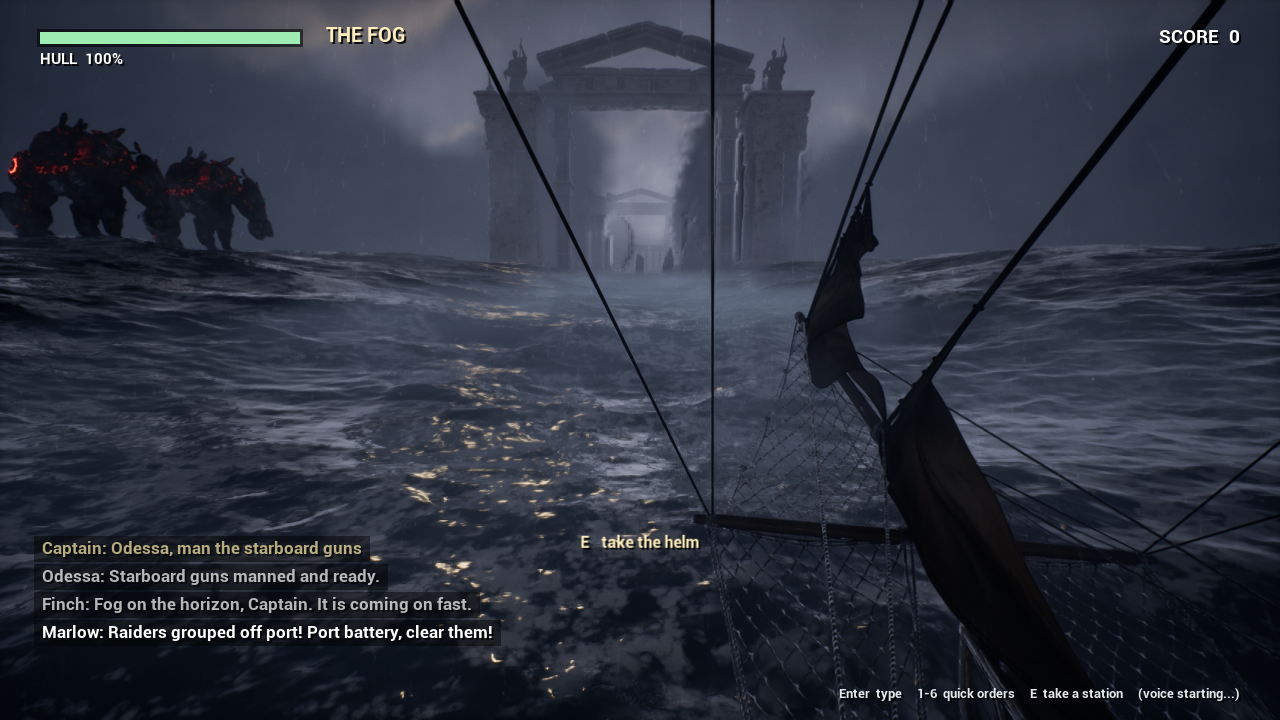 THE FOG
SCORE 0
HULL 100%
E take the helm
Captain: Odessa, man the starboard guns
Odessa: Starboard guns manned and ready.
Finch: Fog on the horizon, Captain. It is coming on fast.
Marlow: Raiders grouped off port! Port battery, clear them!
Enter type 1-6 quick orders E take a station (voice starting...)